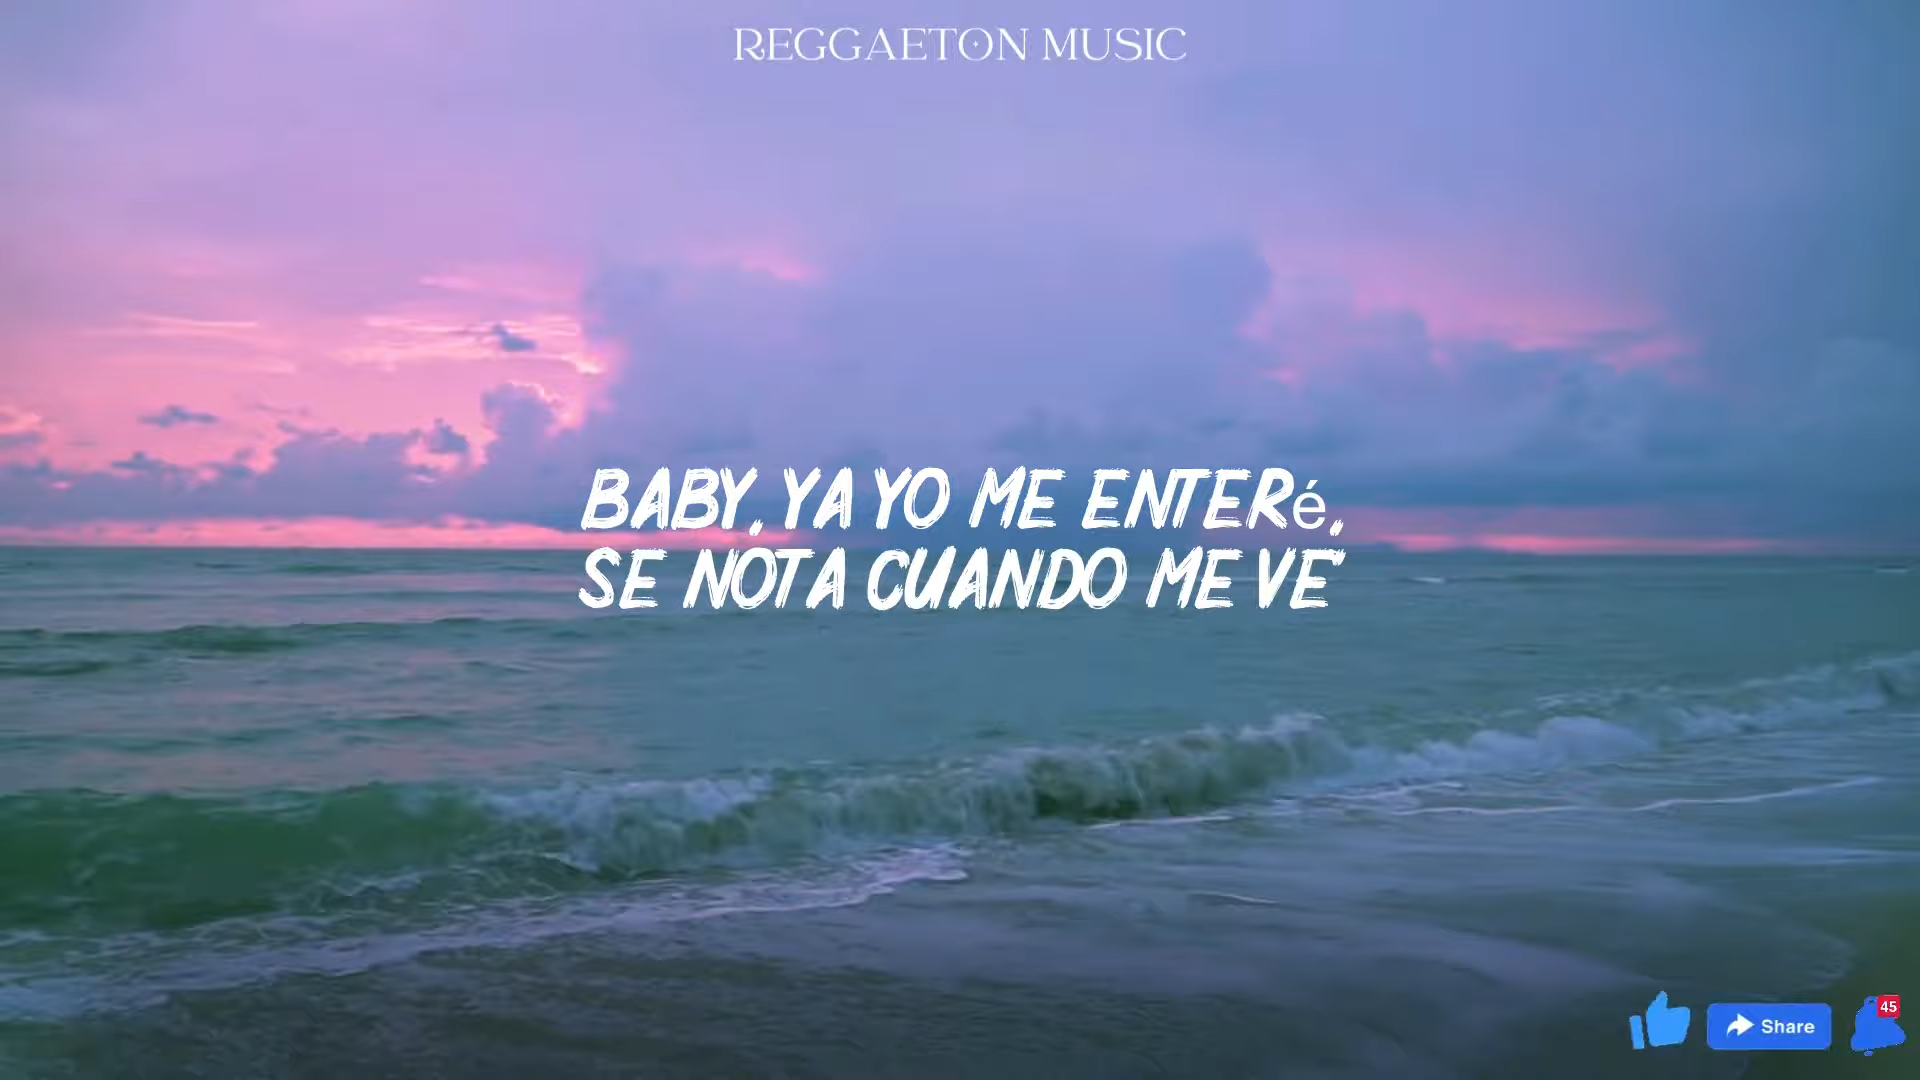 REGGAETON MUSIC
BABY, YA YO ME ENTERé,
SE NOTA CUANDO ME VE'
45
Share